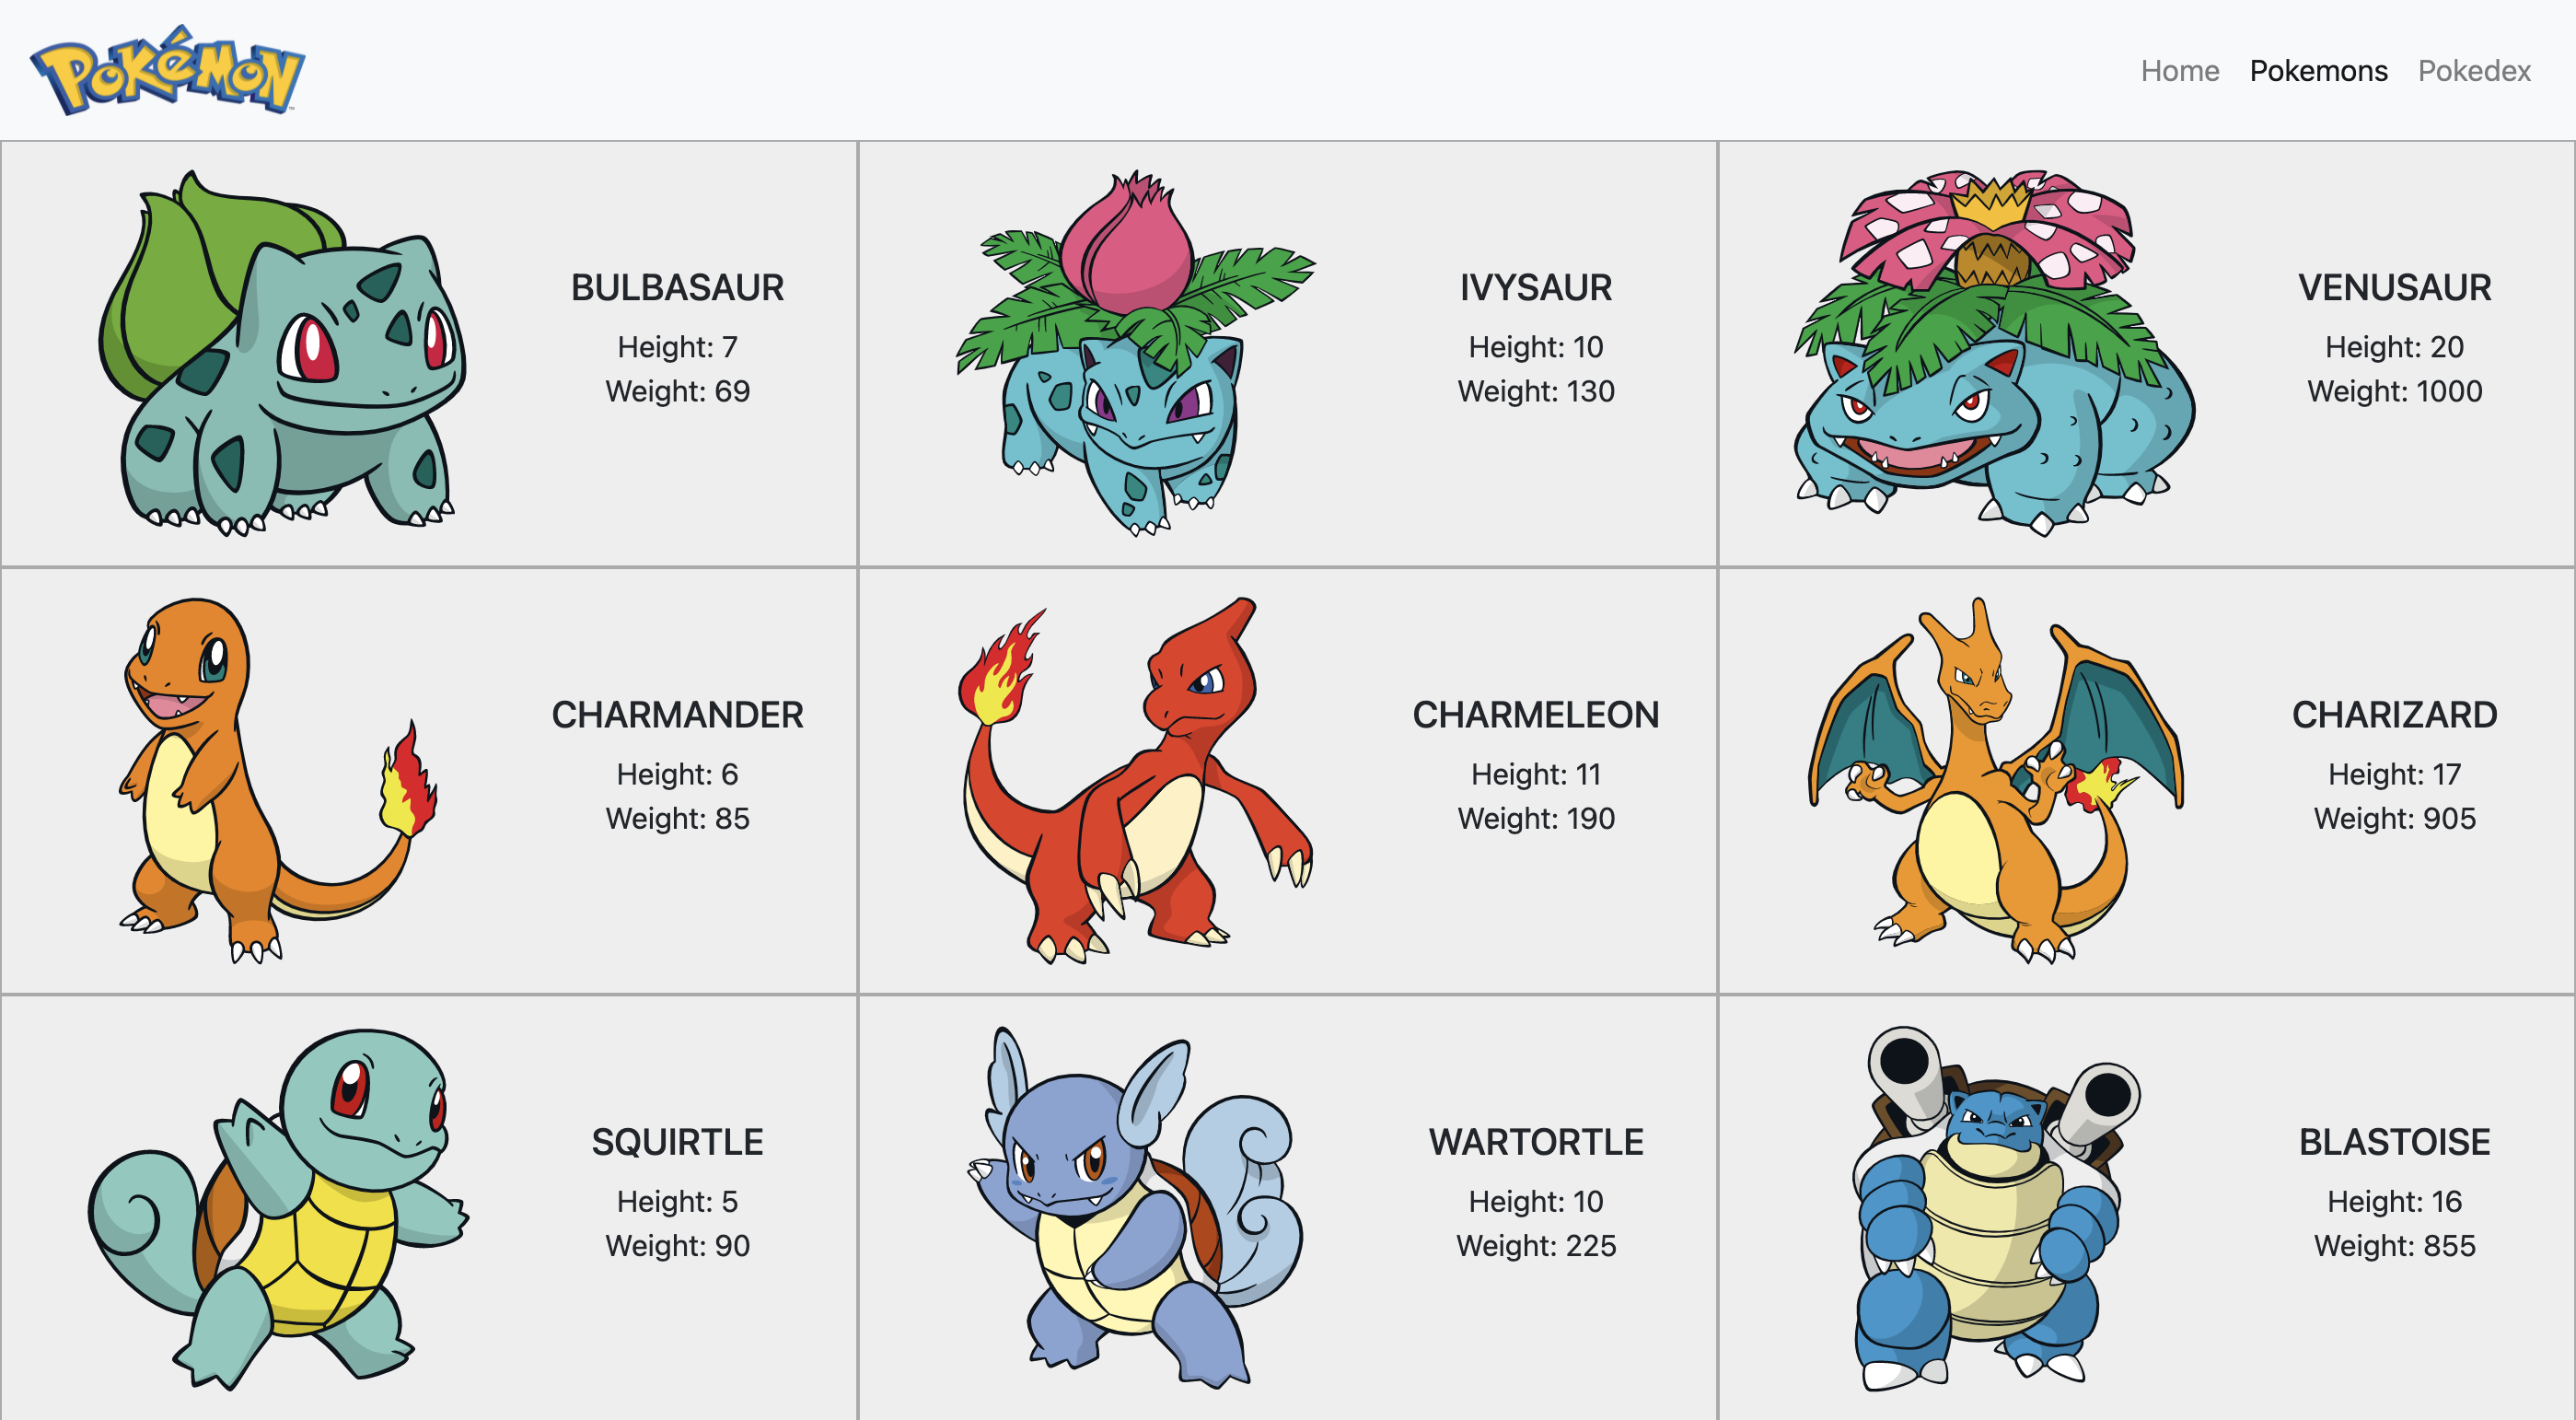 Pokémon
Home Pokemons Pokedex
BULBASAUR
Height: 7
Weight: 69
IVYSAUR
Height: 10
Weight: 130
VENUSAUR
Height: 20
Weight: 1000
CHARMANDER
Height: 6
Weight: 85
CHARMELEON
Height: 11
Weight: 190
CHARIZARD
Height: 17
Weight: 905
SQUIRTLE
Height: 5
Weight: 90
WARTORTLE
Height: 10
Weight: 225
BLASTOISE
Height: 16
Weight: 855